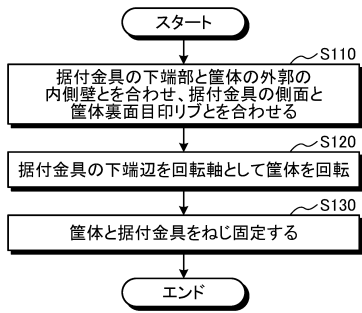 スタート
S110
据付金具の下端部と筐体の外郭の
内側壁とを合わせ、据付金具の側面と
筐体裏面目印リブとを合わせる
S120
据付金具の下端辺を回転軸として筐体を回転
S130
筐体と据付金具をねじ固定する
エンド